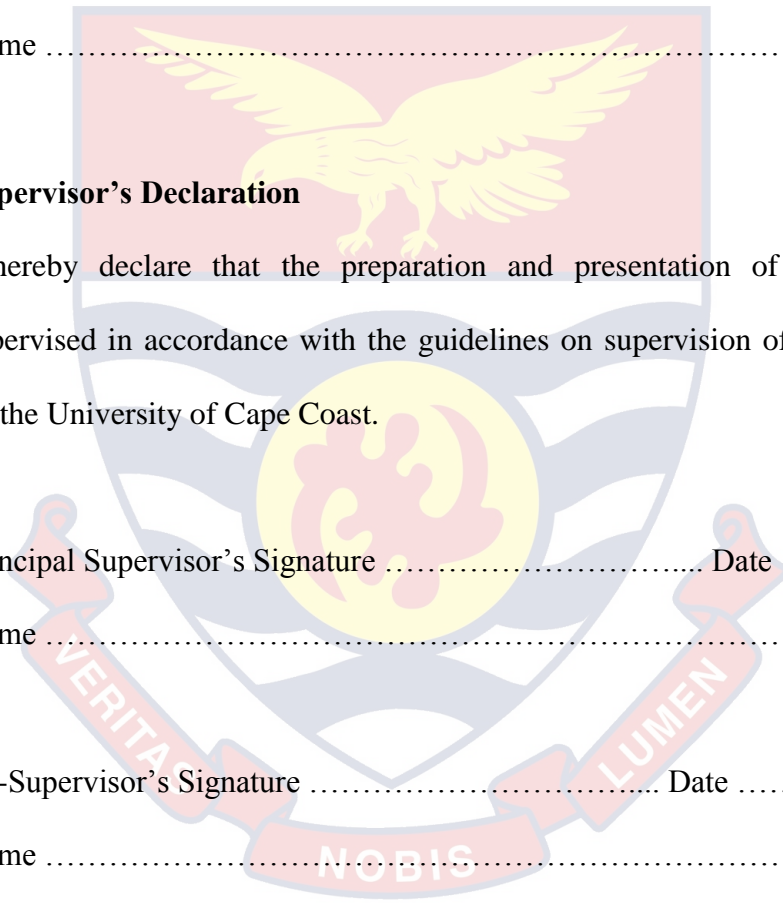 me ……………………………………………………………
pervisor’s Declaration
hereby declare that the preparation and presentation of
pervised in accordance with the guidelines on supervision of
the University of Cape Coast.
ncipal Supervisor’s Signature ………………………….... Date
me ……………………………………………………………
-Supervisor’s Signature …………………………….... Date ……
me ……………………………………………………………
VERITAS NOBIS LUMEN